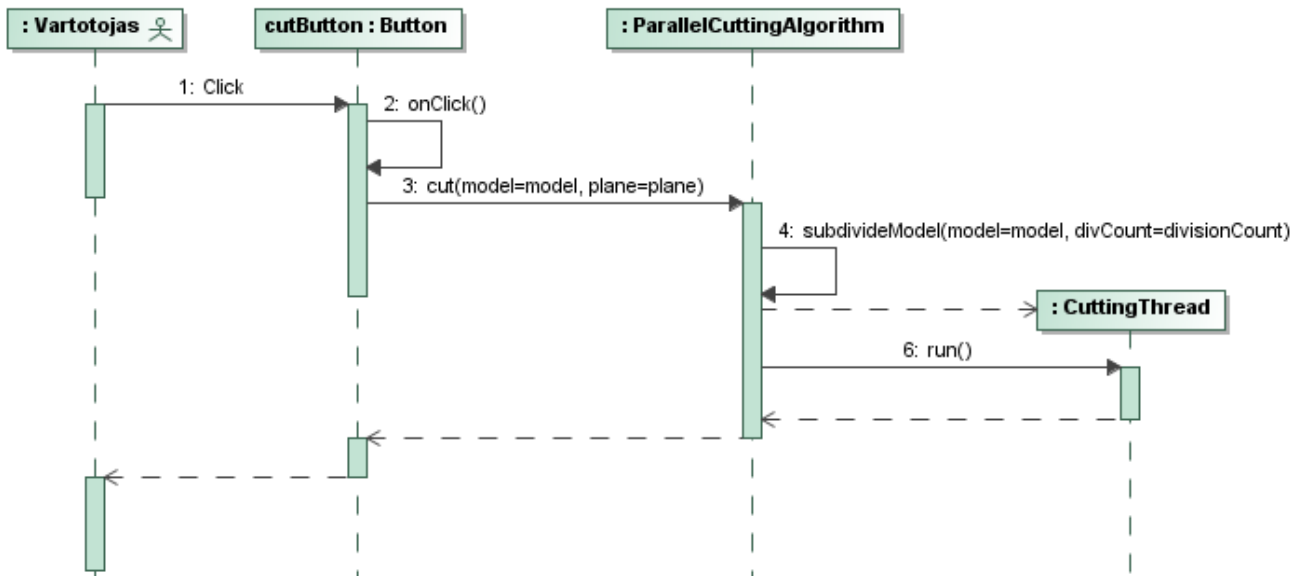 : Vartotojas
cutButton : Button
: ParallelCuttingAlgorithm
1: Click
2: onClick()
3: cut(model=model, plane=plane)
4: subdivideModel(model=model, divCount=divisionCount)
: CuttingThread
6: run()